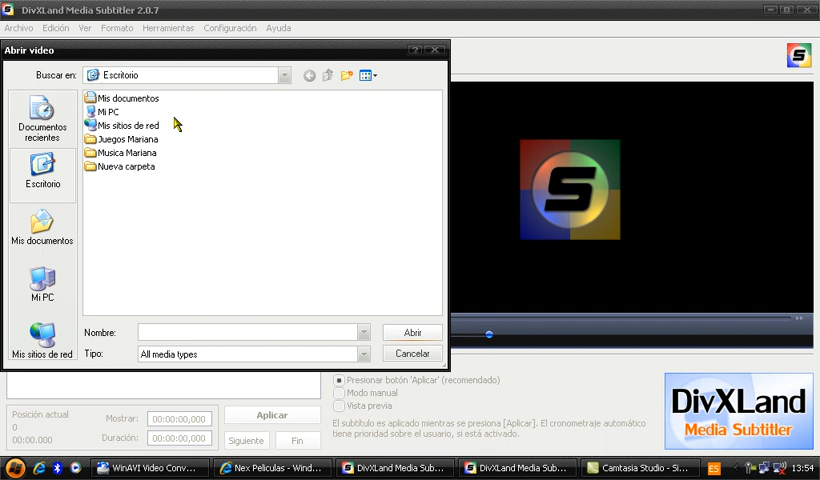 DivXLand Media Subtitler 2.0.7
Archivo Edición Ver Formato Herramientas Configuración Ayuda
Abrir video
Buscar en: Escritorio
Documentos recientes
Escritorio
Mis documentos
Mi PC
Mis sitios de red
Mis documentos
Mi PC
Mis sitios de red
Juegos Mariana
Musica Mariana
Nueva carpeta
Nombre: Abrir
Tipo: All media types Cancelar
S
Presionar botón 'Aplicar' (recomendado)
Modo manual
Vista previa
El subtítulo es aplicado mientras se presiona [Aplicar]. El cronometraje automático
tiene prioridad sobre el usuario, si está activado.
Posición actual
0
00:00.000
Mostrar: 00:00:00,000
Duración: 00:00:00,000
Aplicar
Siguiente Fin
DivXLand
Media Subtitler
WinAVI Video Conv... Nex Peliculas - Wind... DivXLand Media Sub... DivXLand Media Sub... Camtasia Studio - Si... ES 13:54